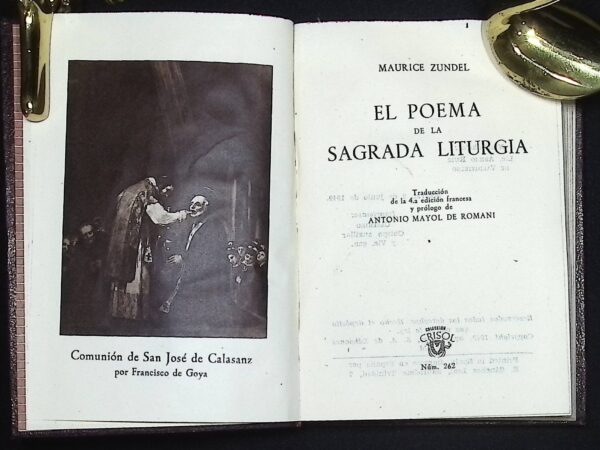 Comunión de San José de Calasanz
por Francisco de Goya
MAURICE ZUNDEL
EL POEMA
DE LA
SAGRADA LITURGIA
Traducción
de la 4.a edición francesa
y prólogo de
ANTONIO MAYOL DE ROMANI
COLECCIÓN
CRISOL
Núm. 262